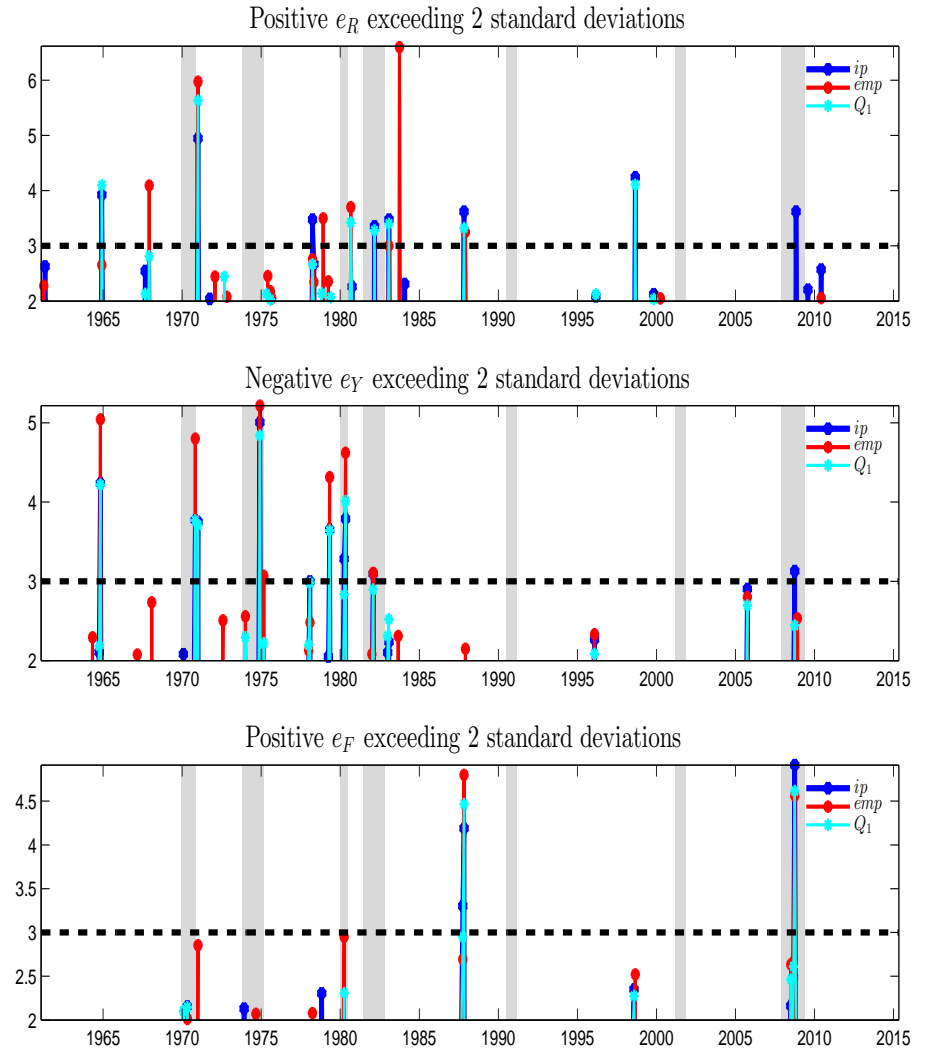 Positive e_R exceeding 2 standard deviations
6
5
4
3
2
ip
emp
Q_1
1965 1970 1975 1980 1985 1990 1995 2000 2005 2010 2015
Negative e_Y exceeding 2 standard deviations
5
4
3
2
ip
emp
Q_1
1965 1970 1975 1980 1985 1990 1995 2000 2005 2010 2015
Positive e_F exceeding 2 standard deviations
4.5
4
3.5
3
2.5
2
ip
emp
Q_1
1965 1970 1975 1980 1985 1990 1995 2000 2005 2010 2015